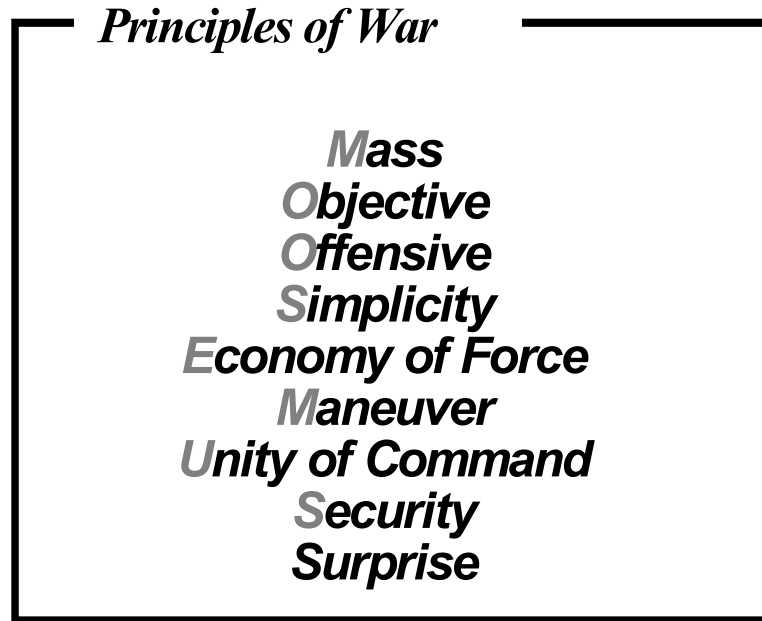 Principles of War
Mass
Objective
Offensive
Simplicity
Economy of Force
Maneuver
Unity of Command
Security
Surprise